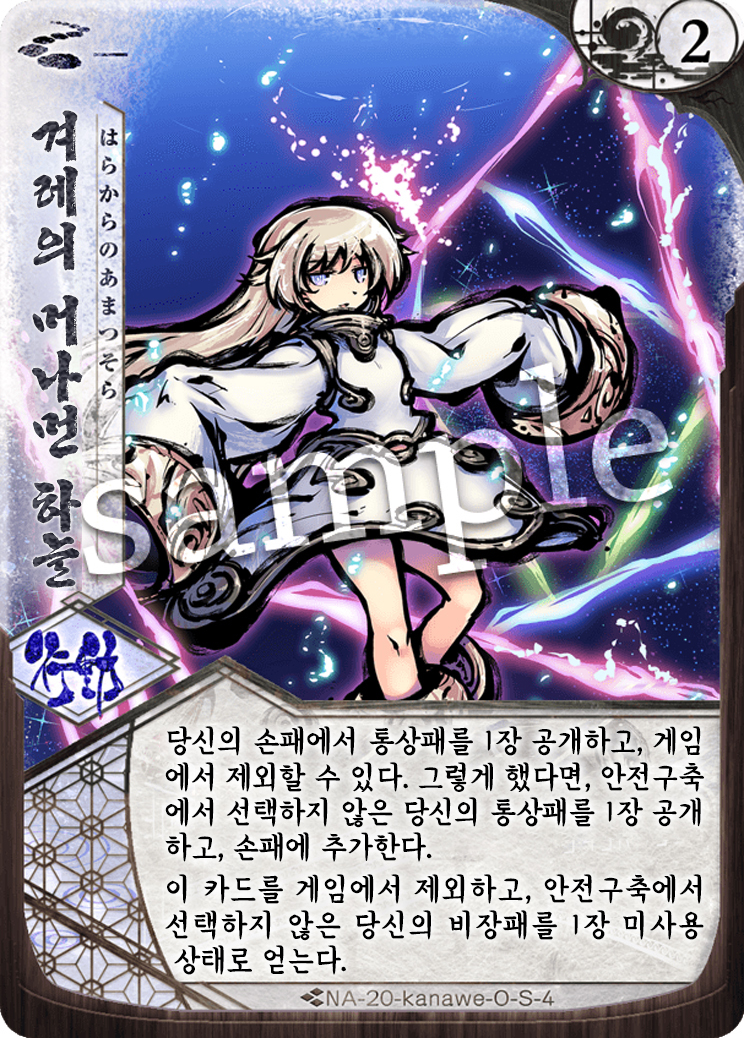 2
겨레의 머나먼 하늘
はらからのあまつそら
sample
당신의 손패에서 통상패를 1장 공개하고, 게임
에서 제외할 수 있다. 그렇게 했다면, 안전구축
에서 선택하지 않은 당신의 통상패를 1장 공개
하고, 손패에 추가한다.
이 카드를 게임에서 제외하고, 안전구축에서
선택하지 않은 당신의 비장패를 1장 미사용
상태로 얻는다.
NA-20-kanawe-O-S-4